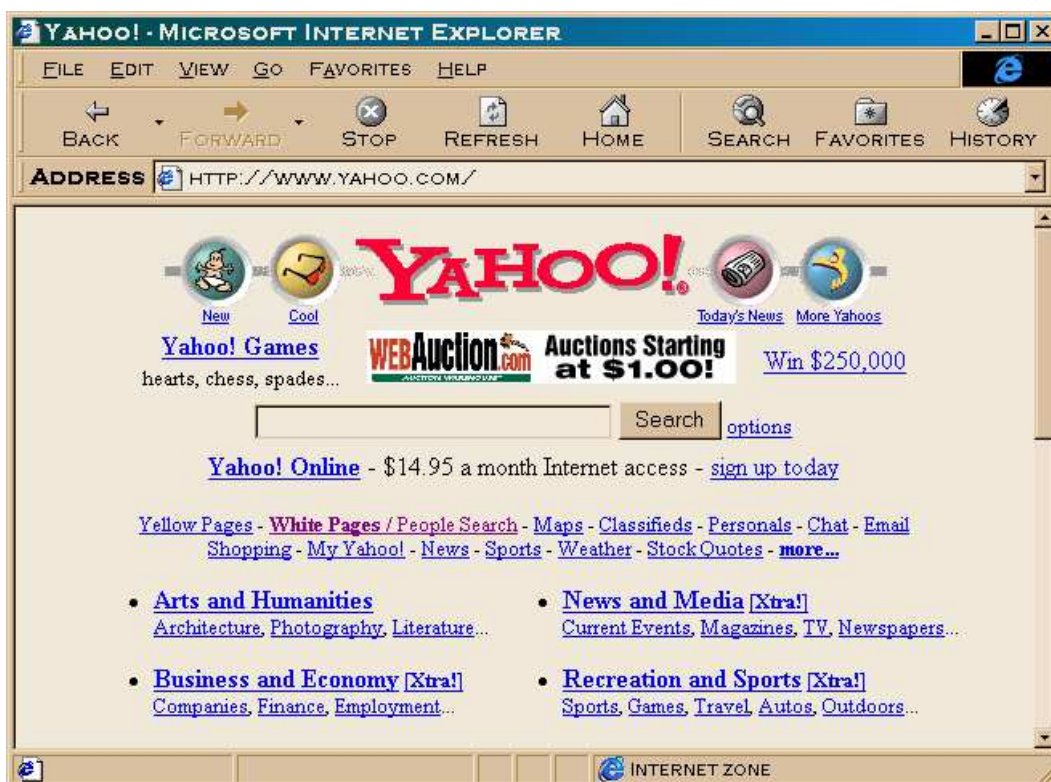 YAHOO! - MICROSOFT INTERNET EXPLORER
FILE EDIT VIEW GO FAVORITES HELP
BACK FORWARD STOP REFRESH HOME SEARCH FAVORITES HISTORY
ADDRESS HTTP://WWW.YAHOO.COM/
YAHOO!
New Cool Today's News More Yahoos
Yahoo! Games
hearts, chess, spades...
WEBAuction.com Auctions Starting at $1.00!
Win $250,000
Search options
Yahoo! Online - $14.95 a month Internet access - sign up today
Yellow Pages - White Pages / People Search - Maps - Classifieds - Personals - Chat - Email
Shopping - My Yahoo! - News - Sports - Weather - Stock Quotes - more...
• Arts and Humanities
Architecture, Photography, Literature...
• News and Media [Xtra!]
Current Events, Magazines, TV, Newspapers...
• Business and Economy [Xtra!]
Companies, Finance, Employment...
• Recreation and Sports [Xtra!]
Sports, Games, Travel, Autos, Outdoors...
INTERNET ZONE